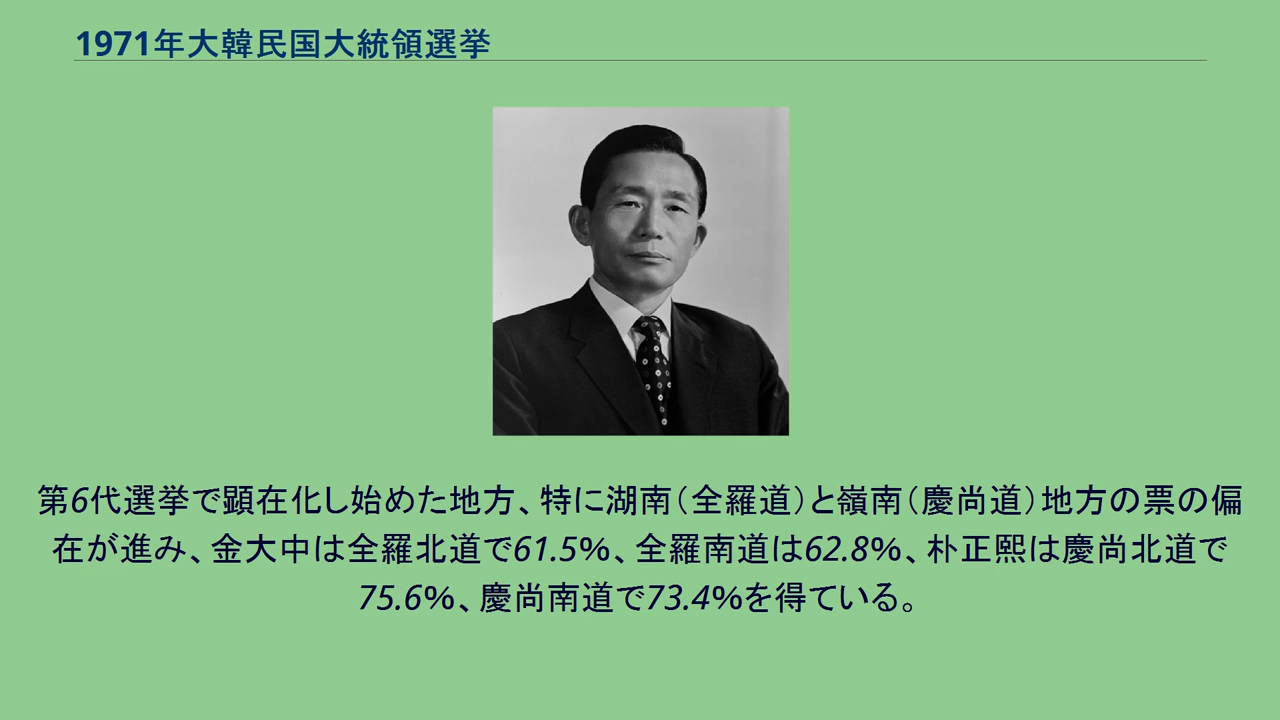 1971年大韓民国大統領選挙
第6代選挙で顕在化し始めた地方、特に湖南(全羅道)と嶺南(慶尚道)地方の票の偏
在が進み、金大中は全羅北道で61.5%、全羅南道は62.8%、朴正熙は慶尚北道で
75.6%、慶尚南道で73.4%を得ている。